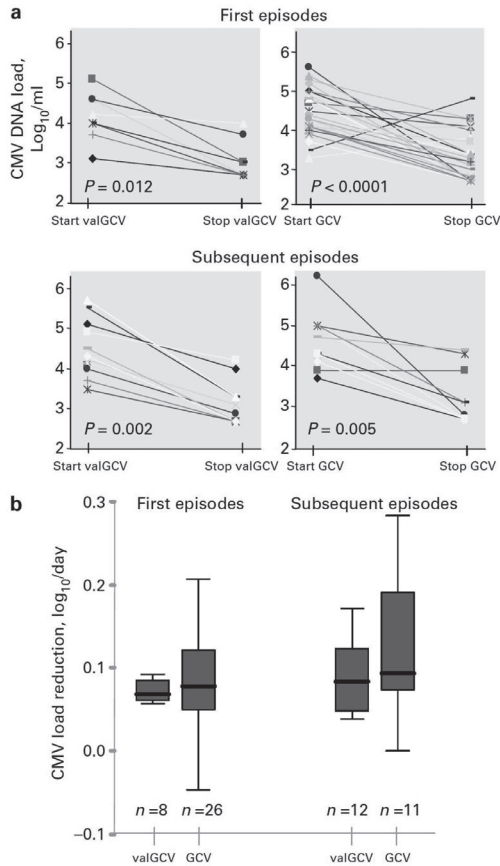 a
First episodes
CMV DNA load,
Log10/ml
6
5
4
3
2
P = 0.012
Start valGCV
Stop valGCV
6
5
4
3
2
P < 0.0001
Start GCV
Stop GCV
Subsequent episodes
6
5
4
3
2
P = 0.002
Start valGCV
Stop valGCV
6
5
4
3
2
P = 0.005
Start GCV
Stop GCV
b
First episodes
Subsequent episodes
CMV load reduction, log10/day
0.3
0.2
0.1
0.0
−0.1
n =8
n =26
n =12
n =11
valGCV
GCV
valGCV
GCV